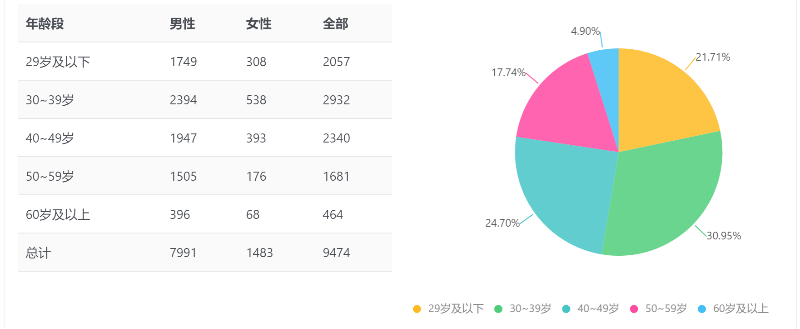 年龄段 男性 女性 全部
29岁及以下 1749 308 2057
30~39岁 2394 538 2932
40~49岁 1947 393 2340
50~59岁 1505 176 1681
60岁及以上 396 68 464
总计 7991 1483 9474
4.90%
21.71%
17.74%
24.70%
30.95%
29岁及以下 30~39岁 40~49岁 50~59岁 60岁及以上